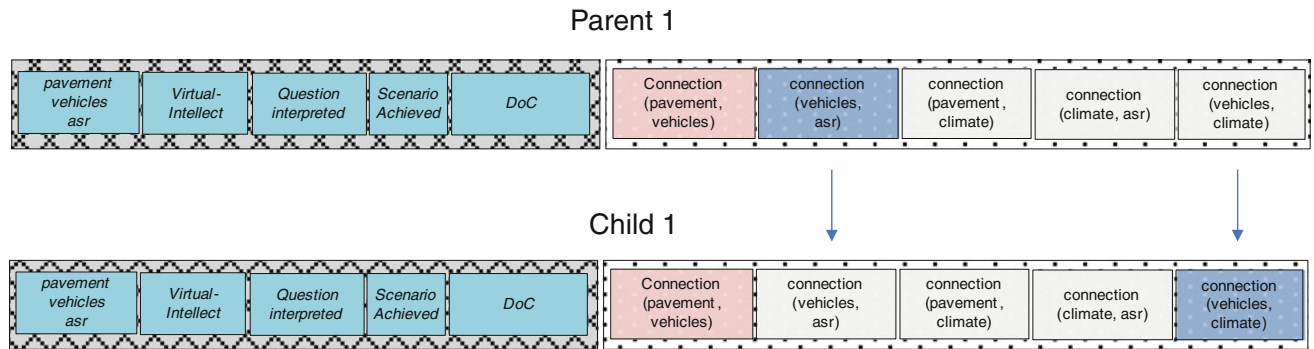 Parent 1
pavement
vehicles
asr
Virtual-
Intellect
Question
interpreted
Scenario
Achieved
DoC
Connection
(pavement,
vehicles)
connection
(vehicles,
asr)
connection
(pavement,
climate)
connection
(climate, asr)
connection
(vehicles,
climate)
Child 1
pavement
vehicles
asr
Virtual-
Intellect
Question
interpreted
Scenario
Achieved
DoC
Connection
(pavement,
vehicles)
connection
(vehicles,
asr)
connection
(pavement,
climate)
connection
(climate, asr)
connection
(vehicles,
climate)